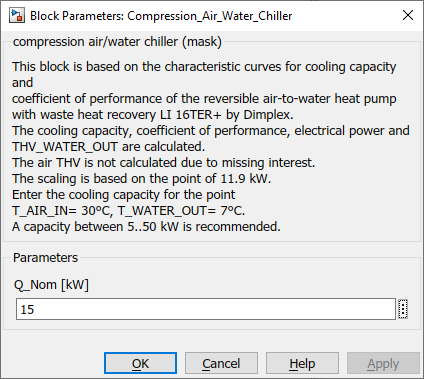 Block Parameters: Compression_Air_Water_Chiller
compression air/water chiller (mask)
This block is based on the characteristic curves for cooling capacity
and
coefficient of performance of the reversible air-to-water heat pump
with waste heat recovery LI 16TER+ by Dimplex.
The cooling capacity, coefficient of performance, electrical power and
THV_WATER_OUT are calculated.
The air THV is not calculated due to missing interest.
The scaling is based on the point of 11.9 kW.
Enter the cooling capacity for the point
T_AIR_IN= 30°C, T_WATER_OUT= 7°C.
A capacity between 5..50 kW is recommended.
Parameters
Q_Nom [kW]
15
OK Cancel Help Apply